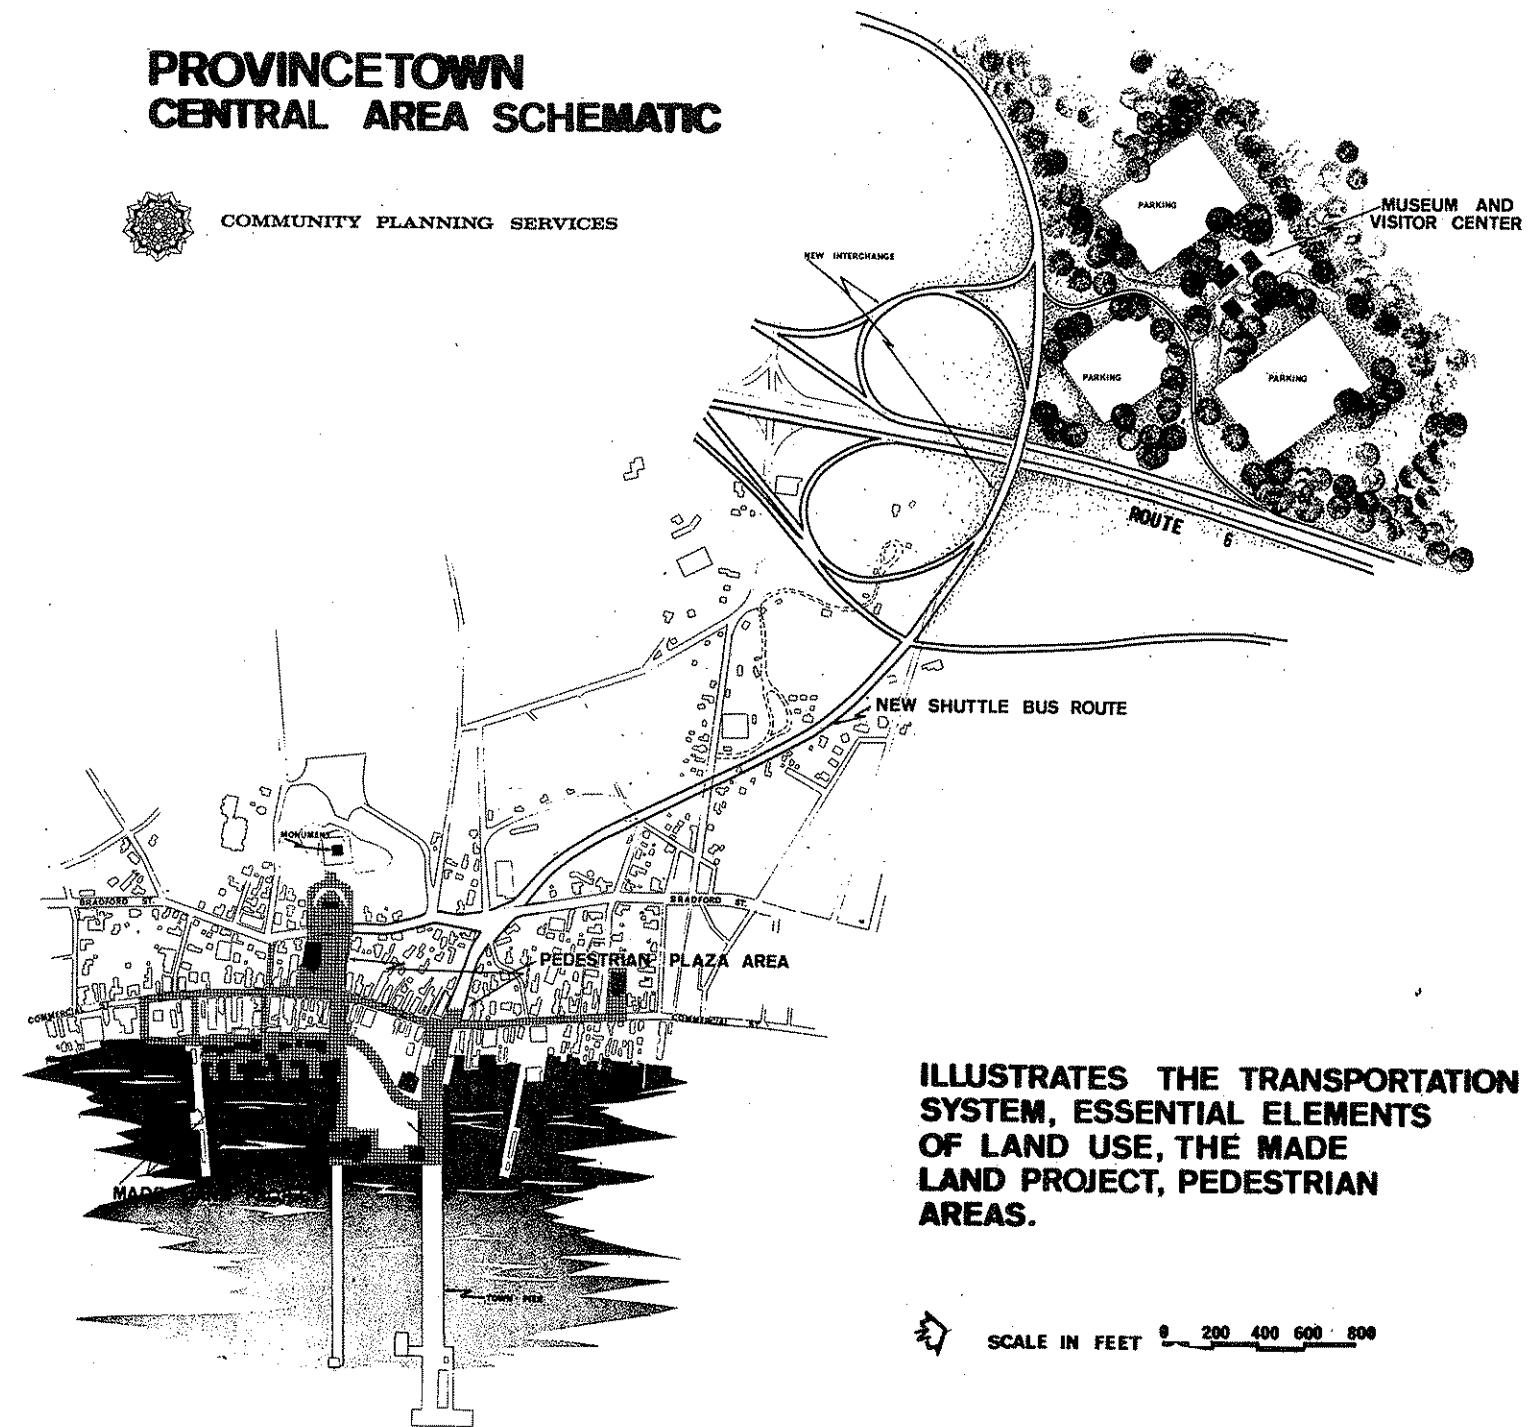 PROVINCETOWN
CENTRAL AREA SCHEMATIC
COMMUNITY PLANNING SERVICES
PARKING
MUSEUM AND
VISITOR CENTER
NEW INTERCHANGE
PARKING
PARKING
ROUTE 6
NEW SHUTTLE BUS ROUTE
MONUMENT
BRADFORD ST.
BRADFORD ST.
PEDESTRIAN PLAZA AREA
COMMERCIAL ST
COMMERCIAL ST
ILLUSTRATES THE TRANSPORTATION
SYSTEM, ESSENTIAL ELEMENTS
OF LAND USE, THE MADE
LAND PROJECT, PEDESTRIAN
AREAS.
MADE
TOWN PIER
N
SCALE IN FEET 0 200 400 600 800